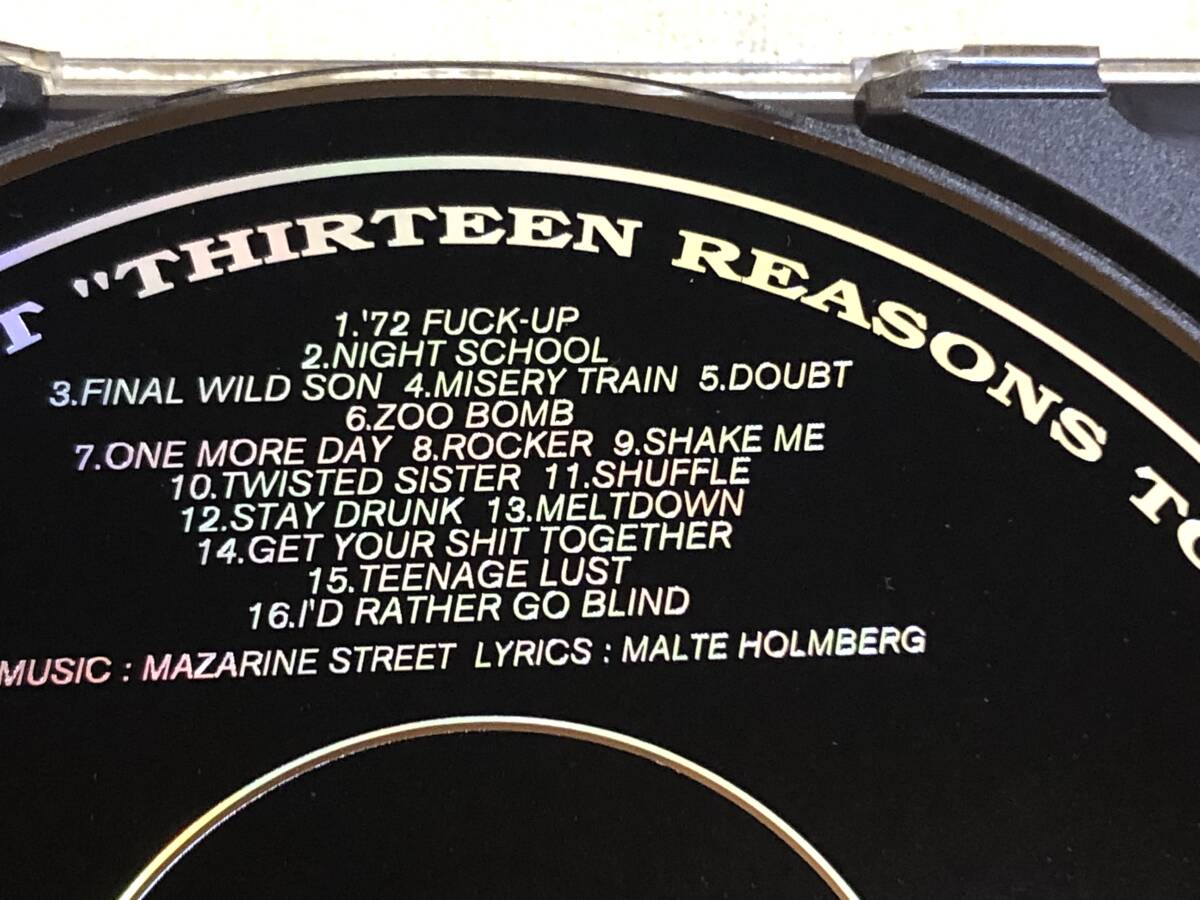 T "THIRTEEN REASONS TO
1.'72 FUCK-UP
2.NIGHT SCHOOL
3.FINAL WILD SON 4.MISERY TRAIN 5.DOUBT
6.ZOO BOMB
7.ONE MORE DAY 8.ROCKER 9.SHAKE ME
10.TWISTED SISTER 11.SHUFFLE
12.STAY DRUNK 13.MELTDOWN
14.GET YOUR SHIT TOGETHER
15.TEENAGE LUST
16.I'D RATHER GO BLIND
MUSIC : MAZARINE STREET LYRICS : MALTE HOLMBERG